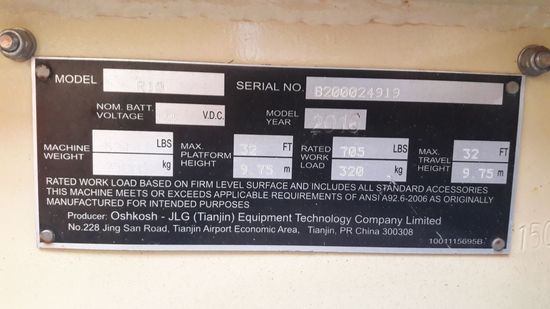 MODEL R10 SERIAL NO. B200024919
NOM. BATT. VOLTAGE V.D.C. MODEL YEAR 2016
MACHINE WEIGHT LBS kg MAX. PLATFORM HEIGHT 32 FT 9.75 m RATED WORK LOAD 705 LBS 320 kg MAX. TRAVEL HEIGHT 32 FT 9.75 m
RATED WORK LOAD BASED ON FIRM LEVEL SURFACE AND INCLUDES ALL STANDARD ACCESSORIES
THIS MACHINE MEETS OR EXCEEDS APPLICABLE REQUIREMENTS OF ANSI A92.6-2006 AS ORIGINALLY
MANUFACTURED FOR INTENDED PURPOSES
Producer: Oshkosh - JLG (Tianjin) Equipment Technology Company Limited
No.228 Jing San Road, Tianjin Airport Economic Area, Tianjin, PR China 300308
1001115695B